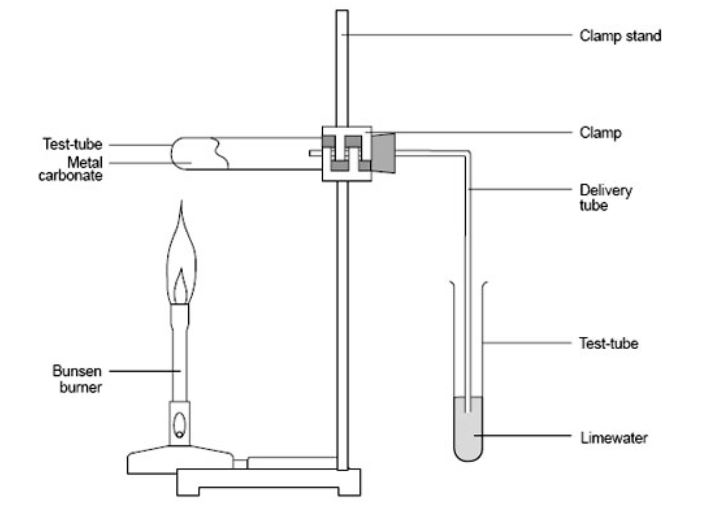 Clamp stand
Clamp
Test-tube
Metal
carbonate
Delivery
tube
Test-tube
Bunsen
burner
Limewater